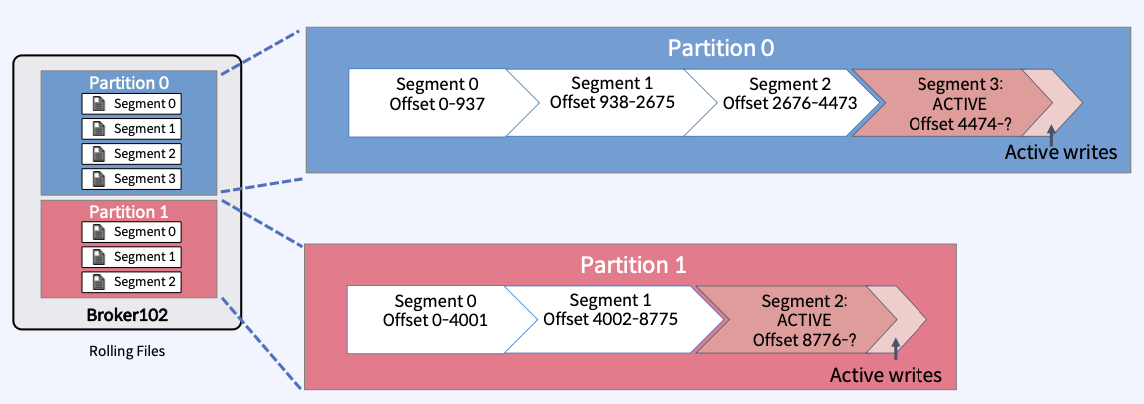 Partition 0
Segment 0
Segment 1
Segment 2
Segment 3
Partition 1
Segment 0
Segment 1
Segment 2
Broker102
Rolling Files
Partition 0
Segment 0
Offset 0-937
Segment 1
Offset 938-2675
Segment 2
Offset 2676-4473
Segment 3:
ACTIVE
Offset 4474-?
Active writes
Partition 1
Segment 0
Offset 0-4001
Segment 1
Offset 4002-8775
Segment 2:
ACTIVE
Offset 8776-?
Active writes